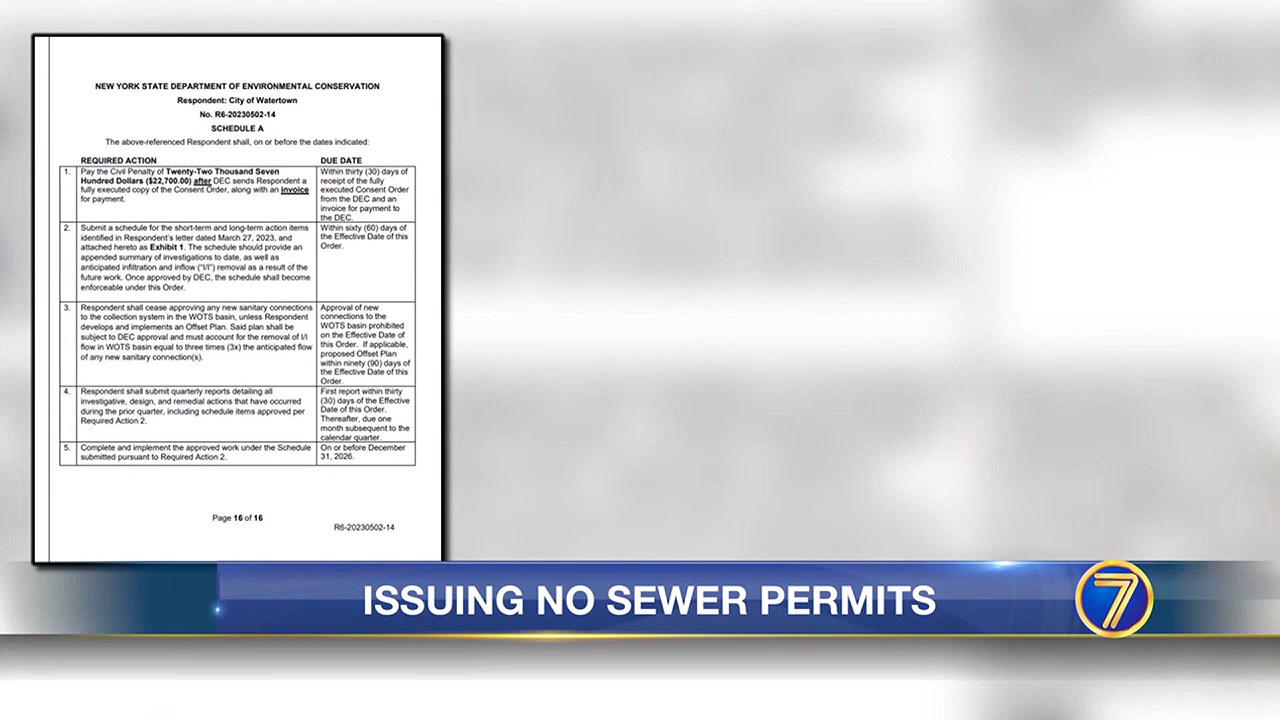 NEW YORK STATE DEPARTMENT OF ENVIRONMENTAL CONSERVATION
Respondent: City of Watertown
No. R6-20230502-14
SCHEDULE A
The above-referenced Respondent shall, on or before the dates indicated:
REQUIRED ACTION
DUE DATE
1.
Pay the Civil Penalty of Twenty-Two Thousand Seven
Hundred Dollars ($22,700.00) after DEC sends Respondent a
fully executed copy of the Consent Order, along with an invoice
for payment.
Within thirty (30) days of
receipt of the fully
executed Consent Order
from the DEC and an
invoice for payment to
the DEC.
2.
Submit a schedule for the short-term and long-term action items
identified in Respondent's letter dated March 27, 2023, and
attached hereto as Exhibit 1. The schedule should provide an
appended summary of investigations to date, as well as
anticipated infiltration and inflow ("I/I") removal as a result of the
future work. Once approved by DEC, the schedule shall become
enforceable under this Order.
Within sixty (60) days of
the Effective Date of this
Order.
3.
Respondent shall cease approving any new sanitary connections
to the collection system in the WOTS basin, unless Respondent
develops and implements an Offset Plan. Said plan shall be
subject to DEC approval and must account for the removal of I/I
flow in WOTS basin equal to three times (3x) the anticipated flow
of any new sanitary connection(s).
Approval of new
connections to the
WOTS basin prohibited
on the Effective Date of
this Order. If applicable,
proposed Offset Plan
within ninety (90) days of
the Effective Date of this
Order.
4.
Respondent shall submit quarterly reports detailing all
investigative, design, and remedial actions that have occurred
during the prior quarter, including schedule items approved per
Required Action 2.
First report within thirty
(30) days of the Effective
Date of this Order.
Thereafter, due one
month subsequent to the
calendar quarter.
5.
Complete and implement the approved work under the Schedule
submitted pursuant to Required Action 2.
On or before December
31, 2026.
Page 16 of 16
R6-20230502-14
ISSUING NO SEWER PERMITS
7